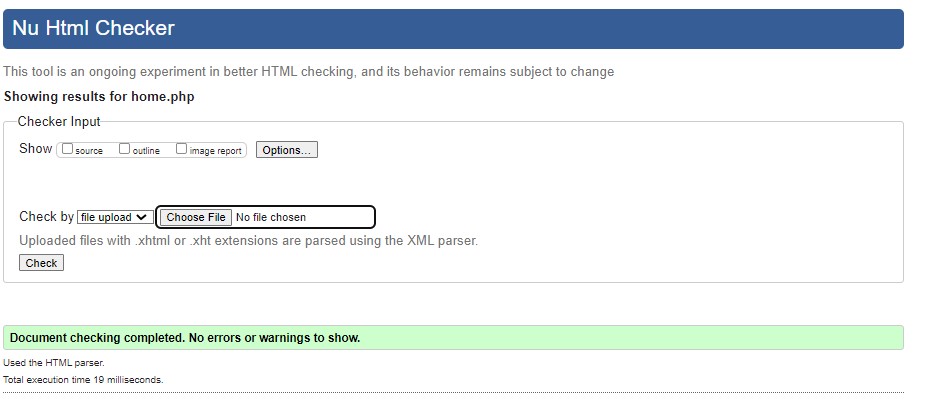 Nu Html Checker
This tool is an ongoing experiment in better HTML checking, and its behavior remains subject to change
Showing results for home.php
Checker Input
Show source outline image report Options...
Check by file upload Choose File No file chosen
Uploaded files with .xhtml or .xht extensions are parsed using the XML parser.
Check
Document checking completed. No errors or warnings to show.
Used the HTML parser.
Total execution time 19 milliseconds.